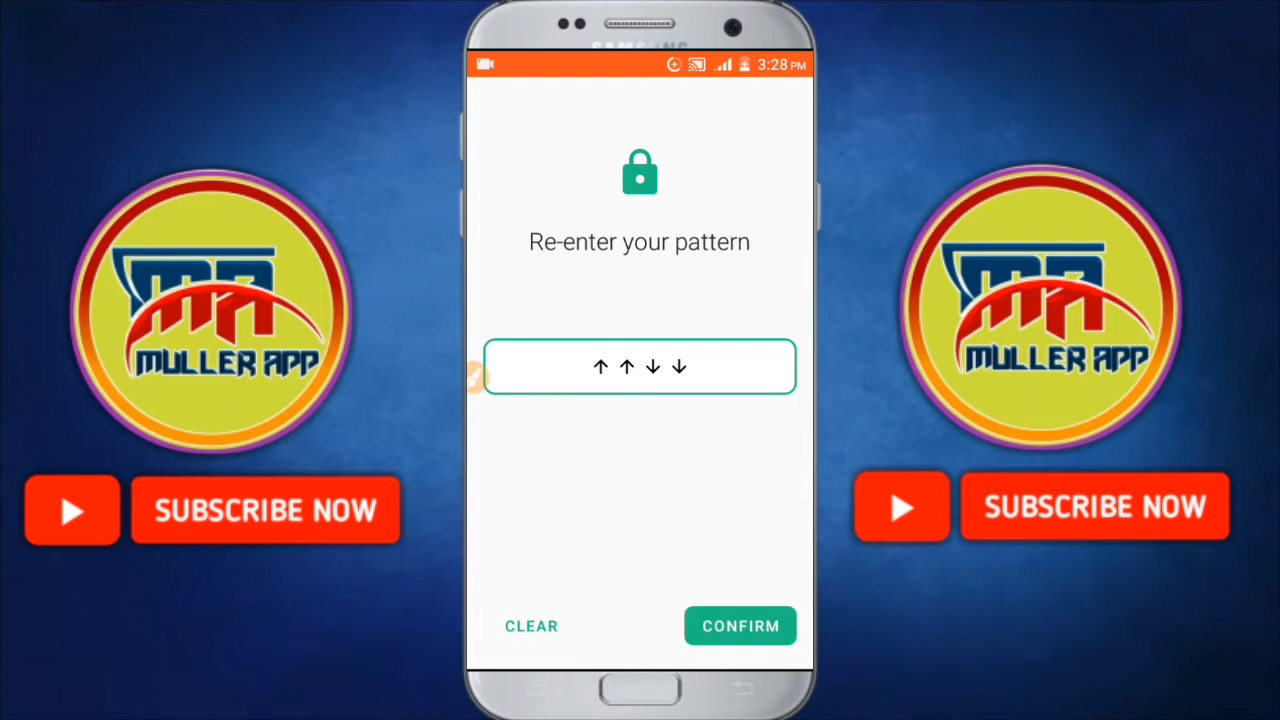 SAMSUNG
3:28 PM
Re-enter your pattern
↑ ↑ ↓ ↓
CLEAR
CONFIRM
MA
MULLER APP
SUBSCRIBE NOW
MA
MULLER APP
SUBSCRIBE NOW